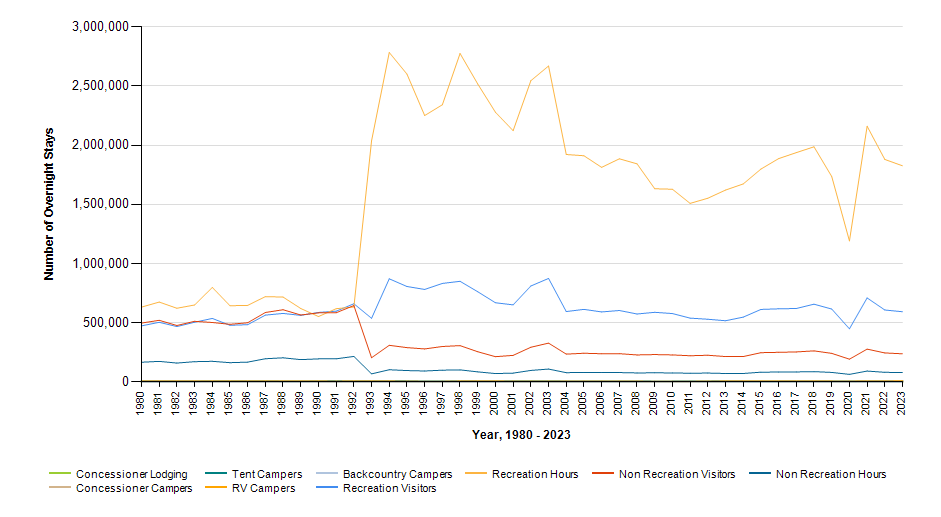 3,000,000
2,500,000
2,000,000
1,500,000
1,000,000
500,000
0
Number of Overnight Stays
1980 1981 1982 1983 1984 1985 1986 1987 1988 1989 1990 1991 1992 1993 1994 1995 1996 1997 1998 1999 2000 2001 2002 2003 2004 2005 2006 2007 2008 2009 2010 2011 2012 2013 2014 2015 2016 2017 2018 2019 2020 2021 2022 2023
Year, 1980 - 2023
Concessioner Lodging Tent Campers Backcountry Campers Recreation Hours Non Recreation Visitors Non Recreation Hours
Concessioner Campers RV Campers Recreation Visitors